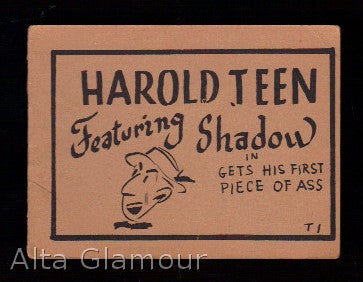 HAROLD TEEN
Featuring Shadow
IN
GETS HIS FIRST
PIECE OF ASS
T1
Alta Glamour